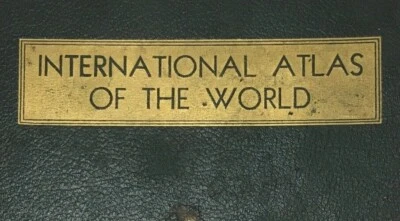 INTERNATIONAL ATLAS
OF THE WORLD